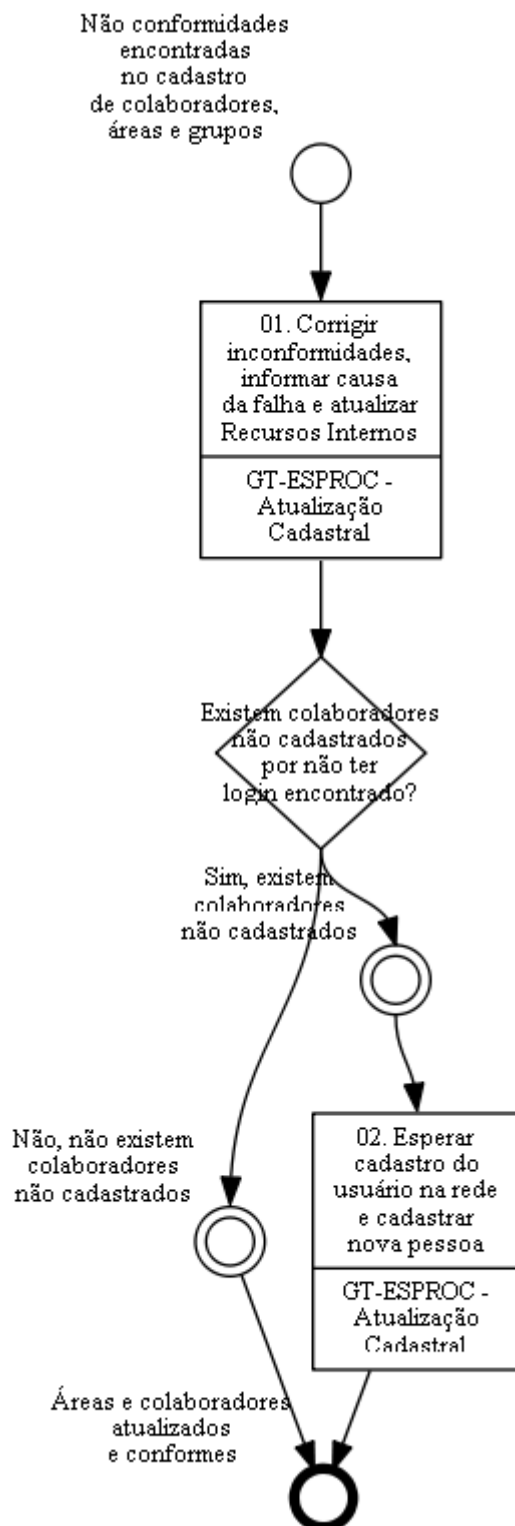 Não conformidades
encontradas
no cadastro
de colaboradores,
áreas e grupos
01. Corrigir
inconformidades,
informar causa
da falha e atualizar
Recursos Internos
GT-ESPROC -
Atualização
Cadastral
Existem colaboradores
não cadastrados
por não ter
login encontrado?
Sim, existem
colaboradores
não cadastrados
Não, não existem
colaboradores
não cadastrados
02. Esperar
cadastro do
usuário na rede
e cadastrar
nova pessoa
GT-ESPROC -
Atualização
Cadastral
Áreas e colaboradores
atualizados
e conformes